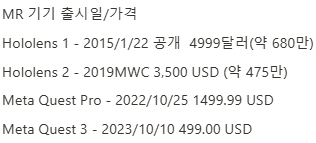 MR 기기 출시일/가격
Hololens 1 - 2015/1/22 공개  4999달러(약 680만)
Hololens 2 - 2019MWC 3,500 USD (약 475만)
Meta Quest Pro - 2022/10/25 1499.99 USD
Meta Quest 3 - 2023/10/10 499.00 USD